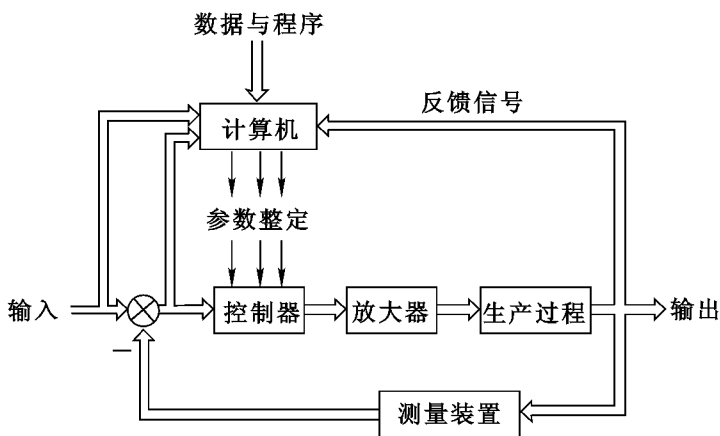 数据与程序
反馈信号
计算机
参数整定
输入
控制器
放大器
生产过程
输出
−
测量装置